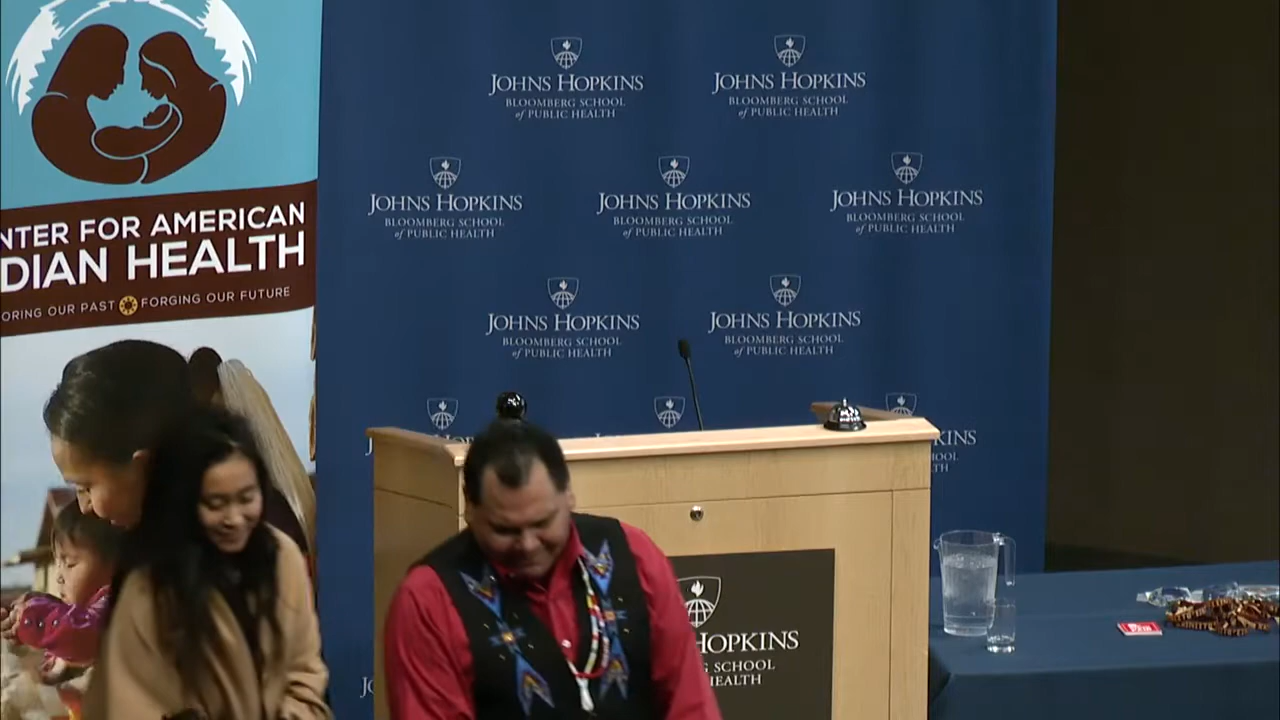 NTER FOR AMERICAN
DIAN HEALTH
ORING OUR PAST FORGING OUR FUTURE
JOHNS HOPKINS
BLOOMBERG SCHOOL
of PUBLIC HEALTH
JOHNS HOPKINS
BLOOMBERG SCHOOL
of PUBLIC HEALTH
JOHNS HOPKINS
BLOOMBERG SCHOOL
of PUBLIC HEALTH
JOHNS HOPKINS
BLOOMBERG SCHOOL
of PUBLIC HEALTH
JOHNS HOPKINS
BLOOMBERG SCHOOL
of PUBLIC HEALTH
JOHNS HOPKINS
BLOOMBERG SCHOOL
of PUBLIC HEALTH
JOHNS HOPKINS
BLOOMBERG SCHOOL
of PUBLIC HEALTH
KINS
HOPKINS
SCHOOL
HEALTH